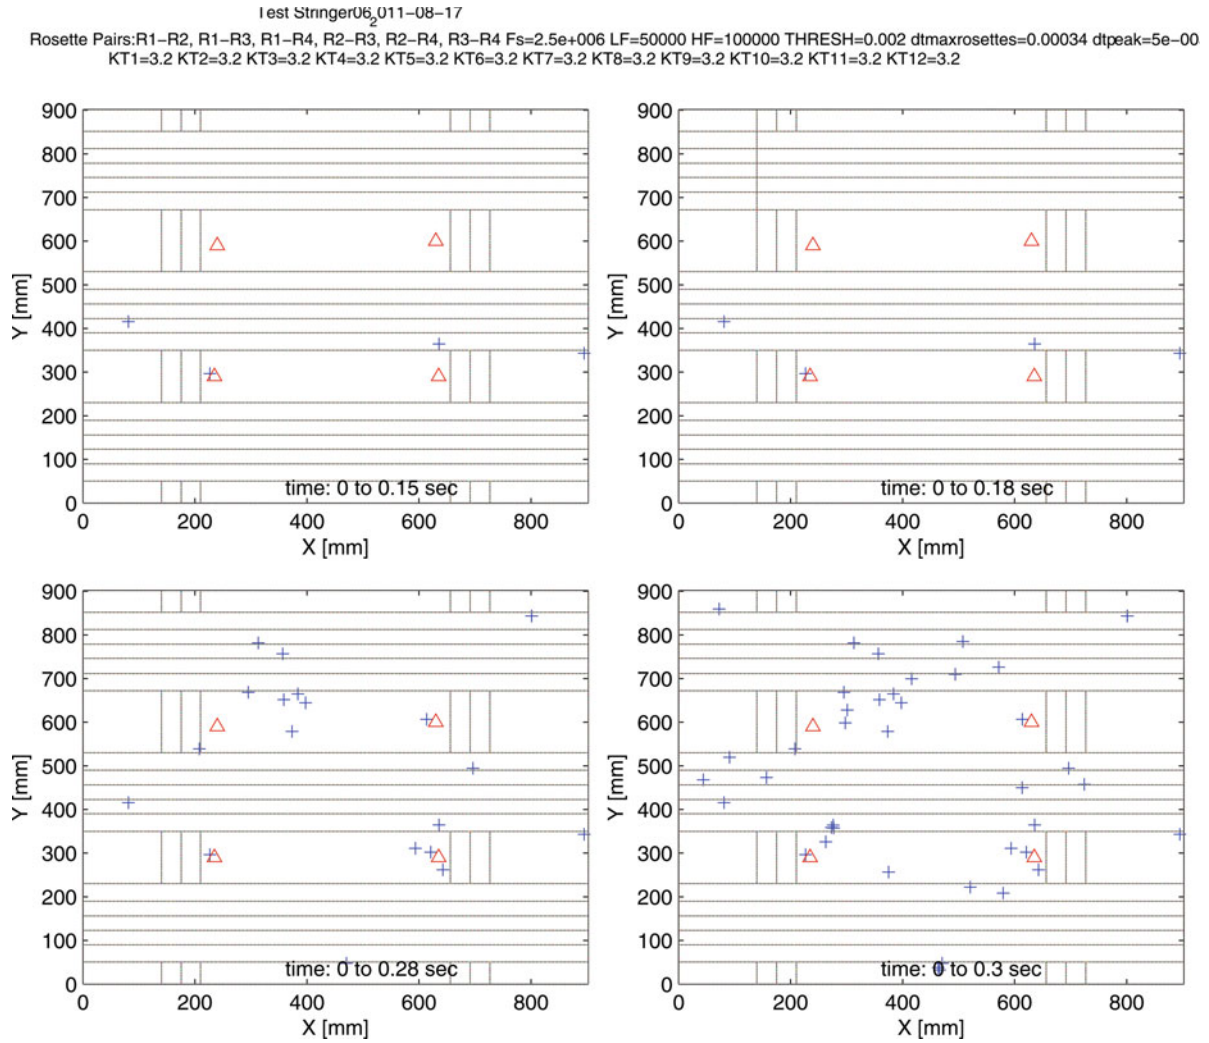 Test Stringer06₂011-08-17
Rosette Pairs:R1-R2, R1-R3, R1-R4, R2-R3, R2-R4, R3-R4 Fs=2.5e+006 LF=50000 HF=100000 THRESH=0.002 dtmaxrosettes=0.00034 dtpeak=5e-00
KT1=3.2 KT2=3.2 KT3=3.2 KT4=3.2 KT5=3.2 KT6=3.2 KT7=3.2 KT8=3.2 KT9=3.2 KT10=3.2 KT11=3.2 KT12=3.2
900
800
700
600
500
400
300
200
100
0
Y [mm]
time: 0 to 0.15 sec
0 200 400 600 800
X [mm]
900
800
700
600
500
400
300
200
100
0
Y [mm]
time: 0 to 0.18 sec
0 200 400 600 800
X [mm]
900
800
700
600
500
400
300
200
100
0
Y [mm]
time: 0 to 0.28 sec
0 200 400 600 800
X [mm]
900
800
700
600
500
400
300
200
100
0
Y [mm]
time: 0 to 0.3 sec
0 200 400 600 800
X [mm]